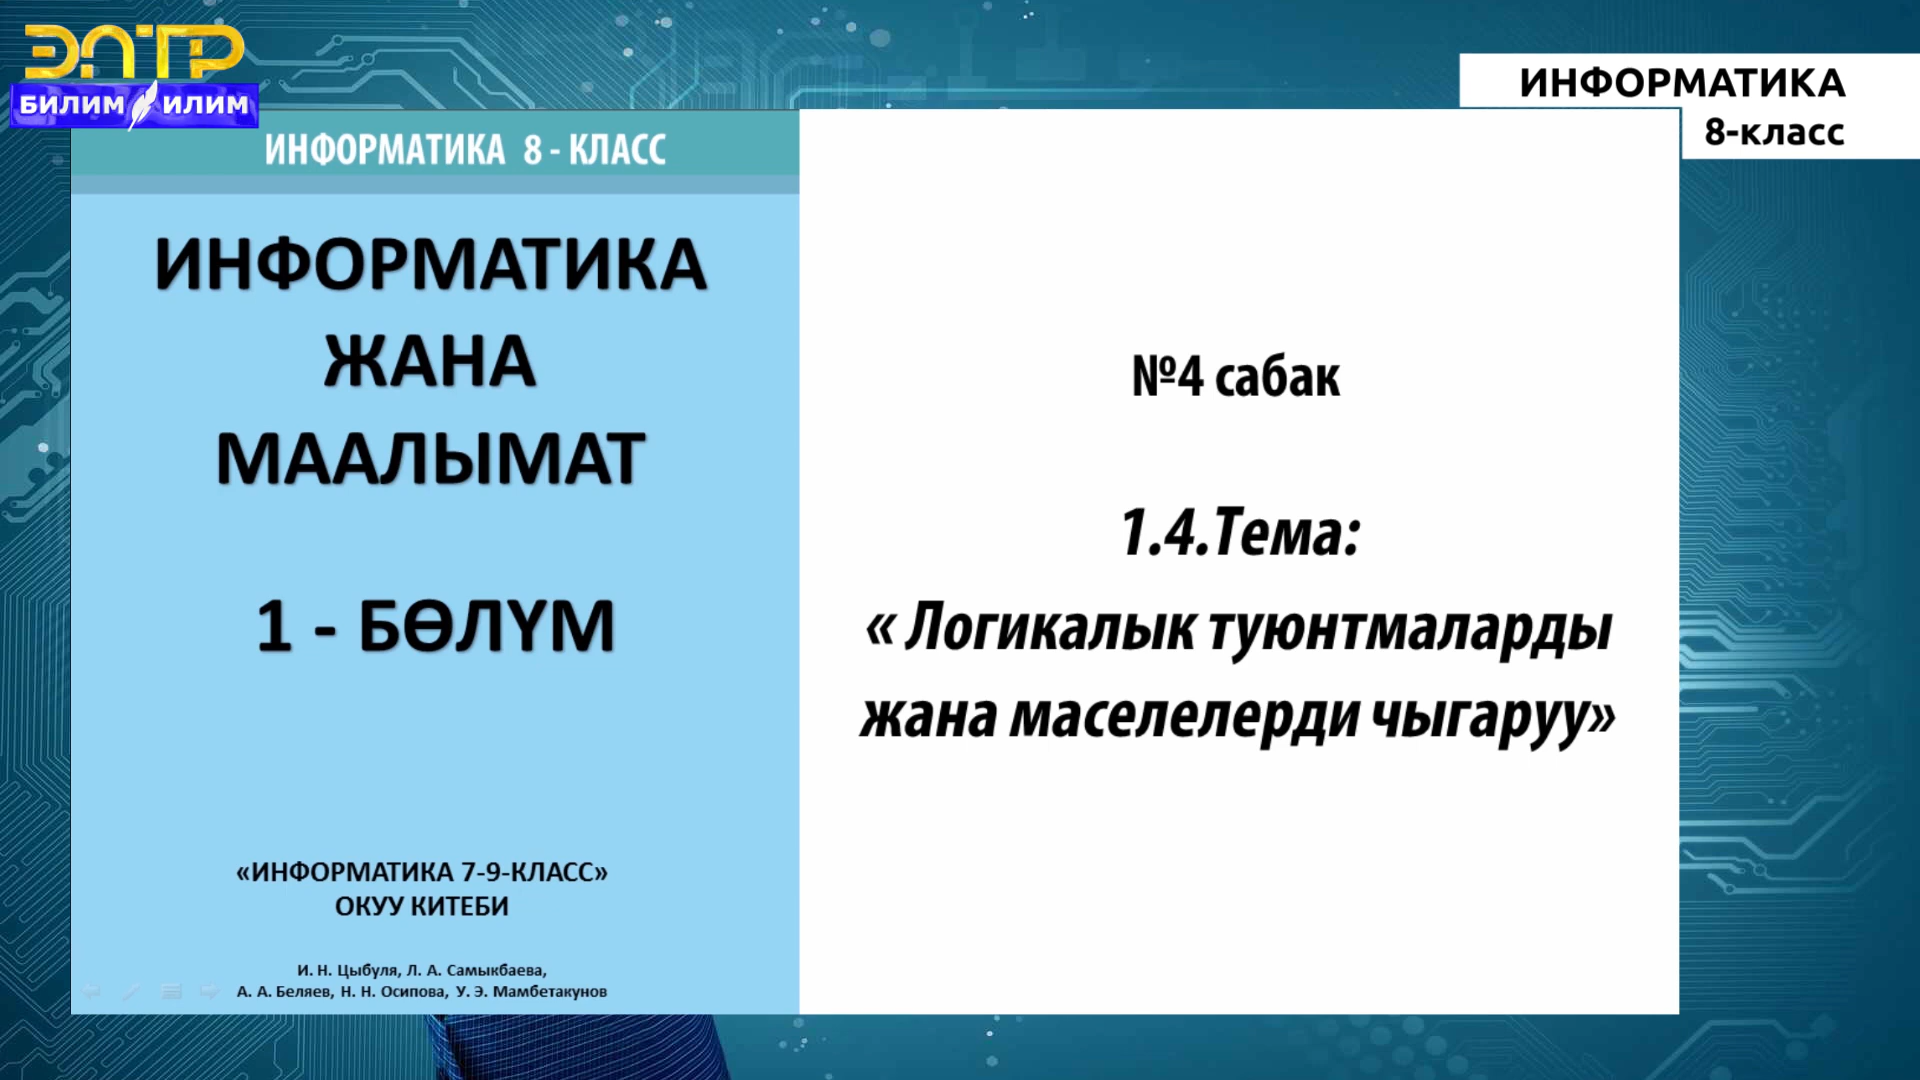 ЭЛТР
БИЛИМ ИЛИМ
ИНФОРМАТИКА
8-класс
ИНФОРМАТИКА 8 - КЛАСС
ИНФОРМАТИКА
ЖАНА
МААЛЫМАТ
1 - БӨЛҮМ
«ИНФОРМАТИКА 7-9-КЛАСС»
ОКУУ КИТЕБИ
И. Н. Цыбуля, Л. А. Самыкбаева,
А. А. Беляев, Н. Н. Осипова, У. Э. Мамбетакунов
№4 сабак
1.4.Тема:
« Логикалык туюнтмаларды
жана маселелерди чыгаруу»